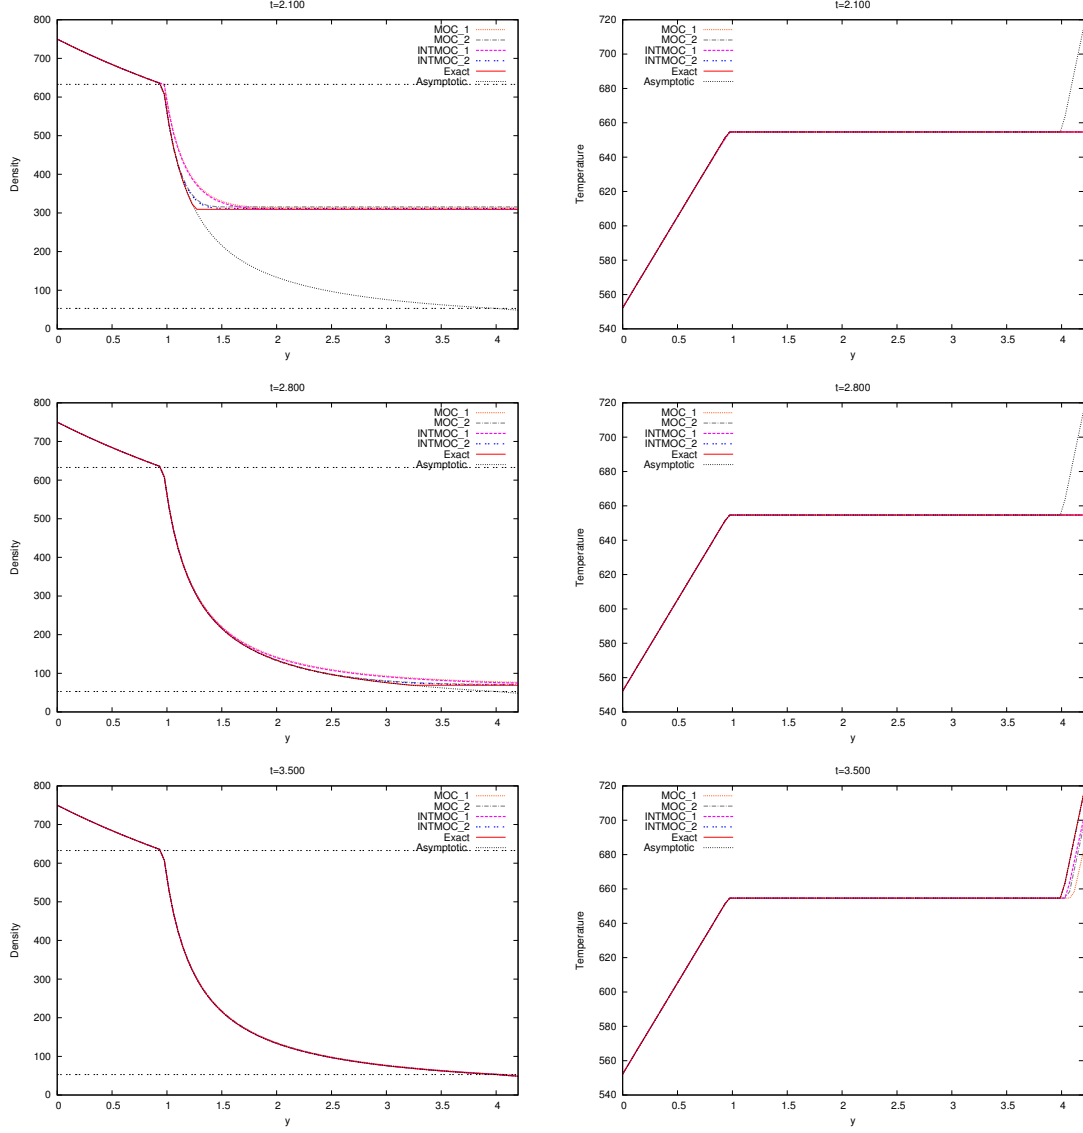 t=2.100
MOC_1
MOC_2
INTMOC_1
INTMOC_2
Exact
Asymptotic
Density
800
700
600
500
400
300
200
100
0
0 0.5 1 1.5 2 2.5 3 3.5 4
y
t=2.100
MOC_1
MOC_2
INTMOC_1
INTMOC_2
Exact
Asymptotic
Temperature
720
700
680
660
640
620
600
580
560
540
0 0.5 1 1.5 2 2.5 3 3.5 4
y
t=2.800
MOC_1
MOC_2
INTMOC_1
INTMOC_2
Exact
Asymptotic
Density
800
700
600
500
400
300
200
100
0
0 0.5 1 1.5 2 2.5 3 3.5 4
y
t=2.800
MOC_1
MOC_2
INTMOC_1
INTMOC_2
Exact
Asymptotic
Temperature
720
700
680
660
640
620
600
580
560
540
0 0.5 1 1.5 2 2.5 3 3.5 4
y
t=3.500
MOC_1
MOC_2
INTMOC_1
INTMOC_2
Exact
Asymptotic
Density
800
700
600
500
400
300
200
100
0
0 0.5 1 1.5 2 2.5 3 3.5 4
y
t=3.500
MOC_1
MOC_2
INTMOC_1
INTMOC_2
Exact
Asymptotic
Temperature
720
700
680
660
640
620
600
580
560
540
0 0.5 1 1.5 2 2.5 3 3.5 4
y